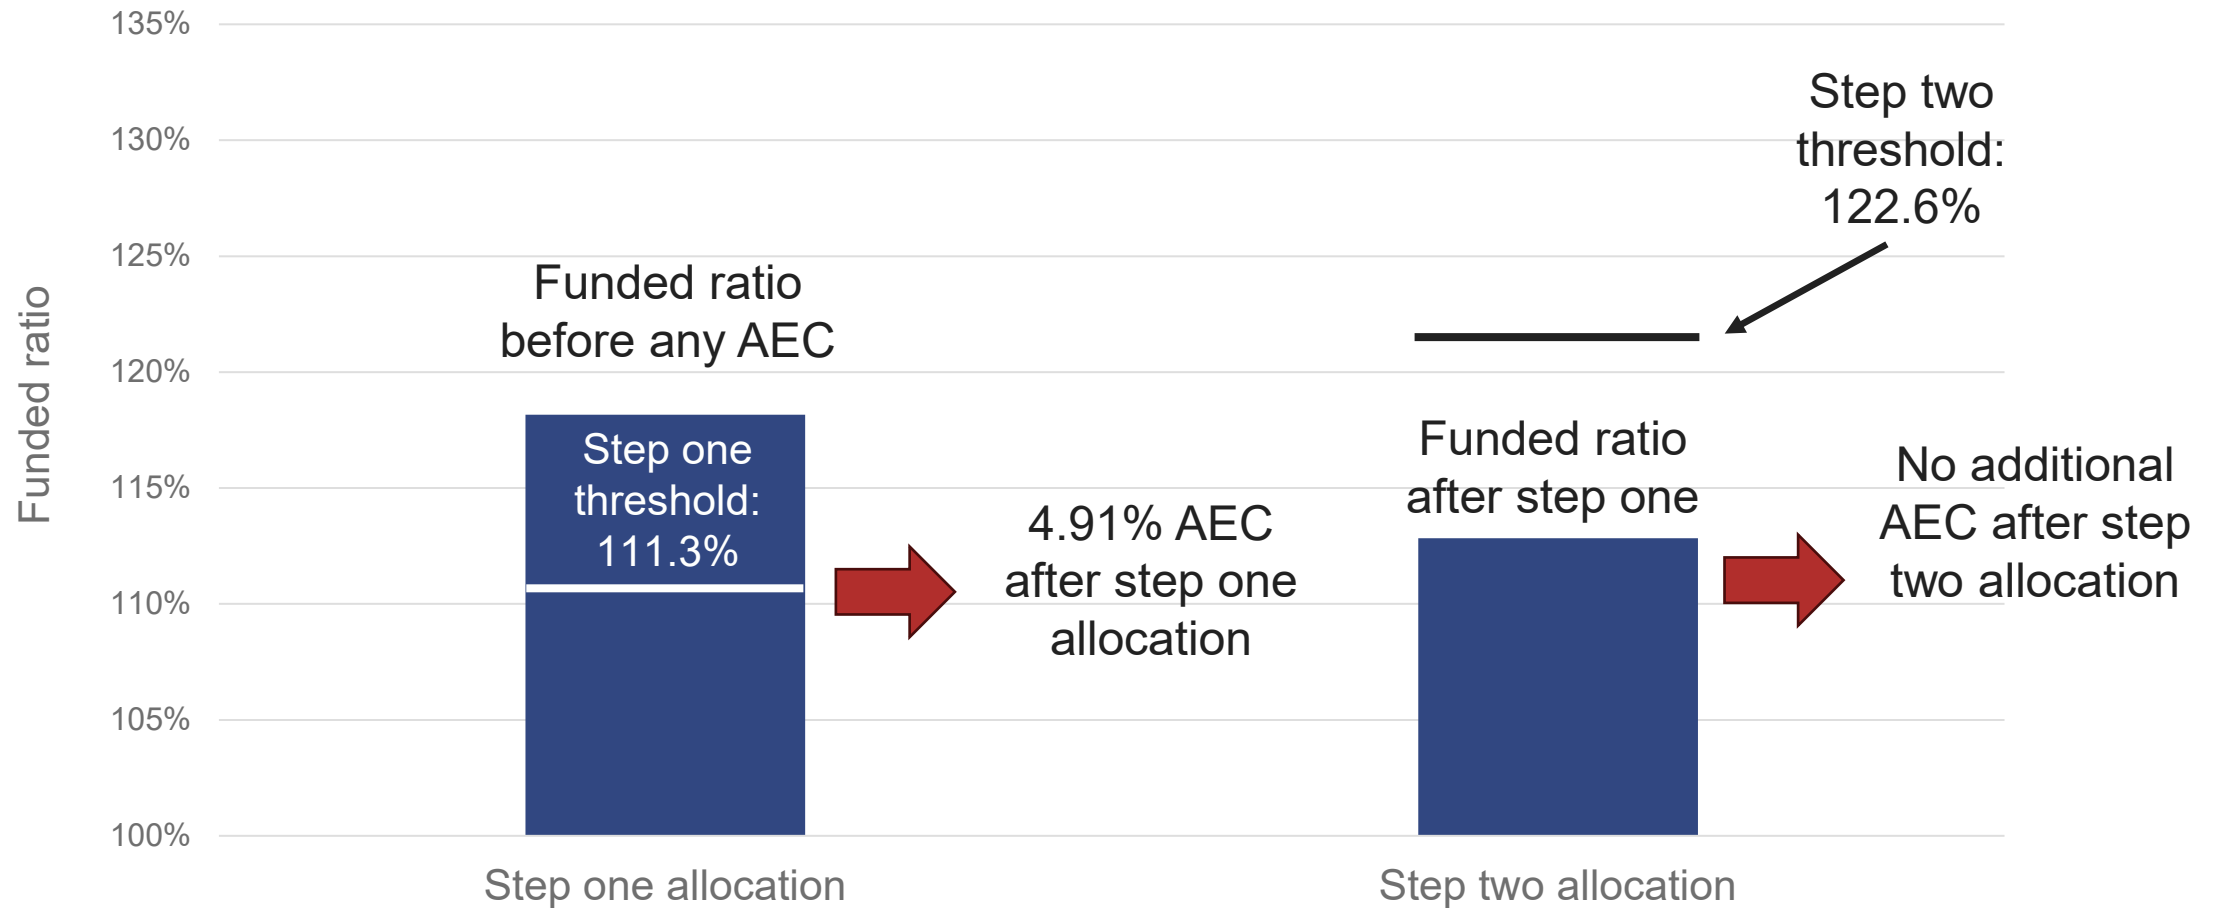 Funded ratio
135%
130%
125%
120%
115%
110%
105%
100%
Funded ratio
before any AEC
Step one
threshold:
111.3%
4.91% AEC
after step one
allocation
Step two
threshold:
122.6%
Funded ratio
after step one
No additional
AEC after step
two allocation
Step one allocation
Step two allocation